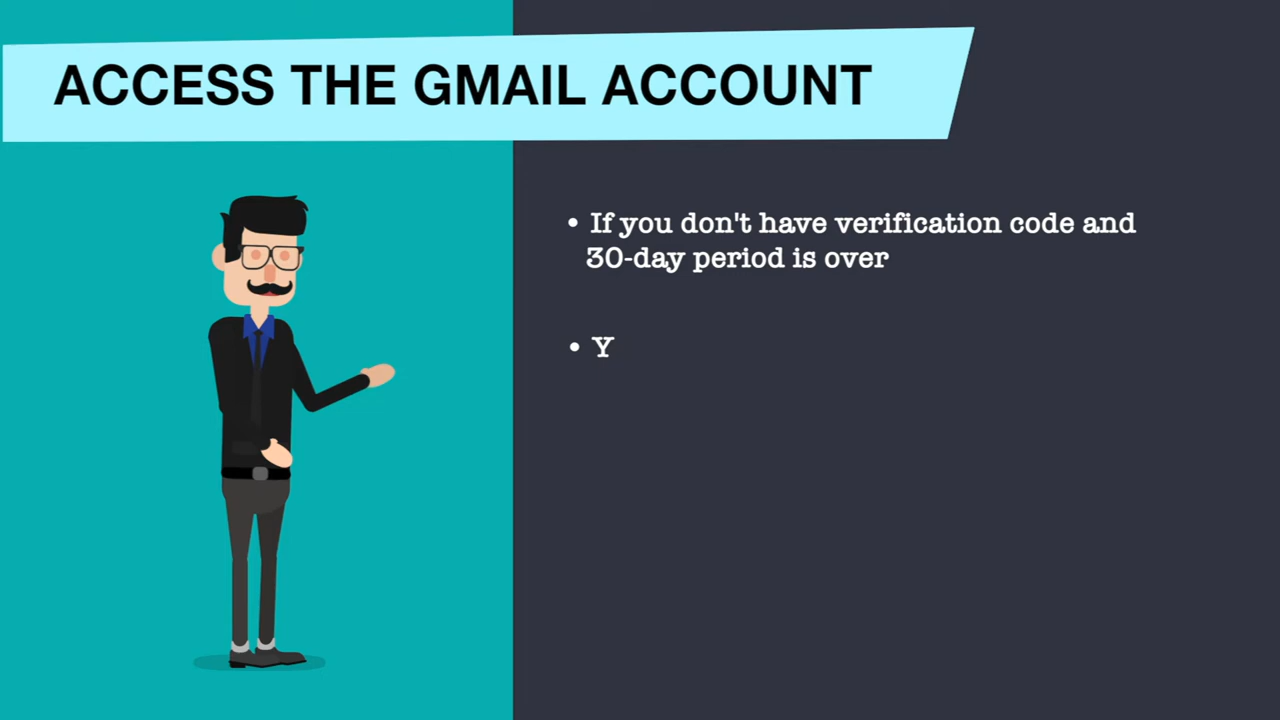 ACCESS THE GMAIL ACCOUNT
• If you don't have verification code and
30-day period is over
• Y